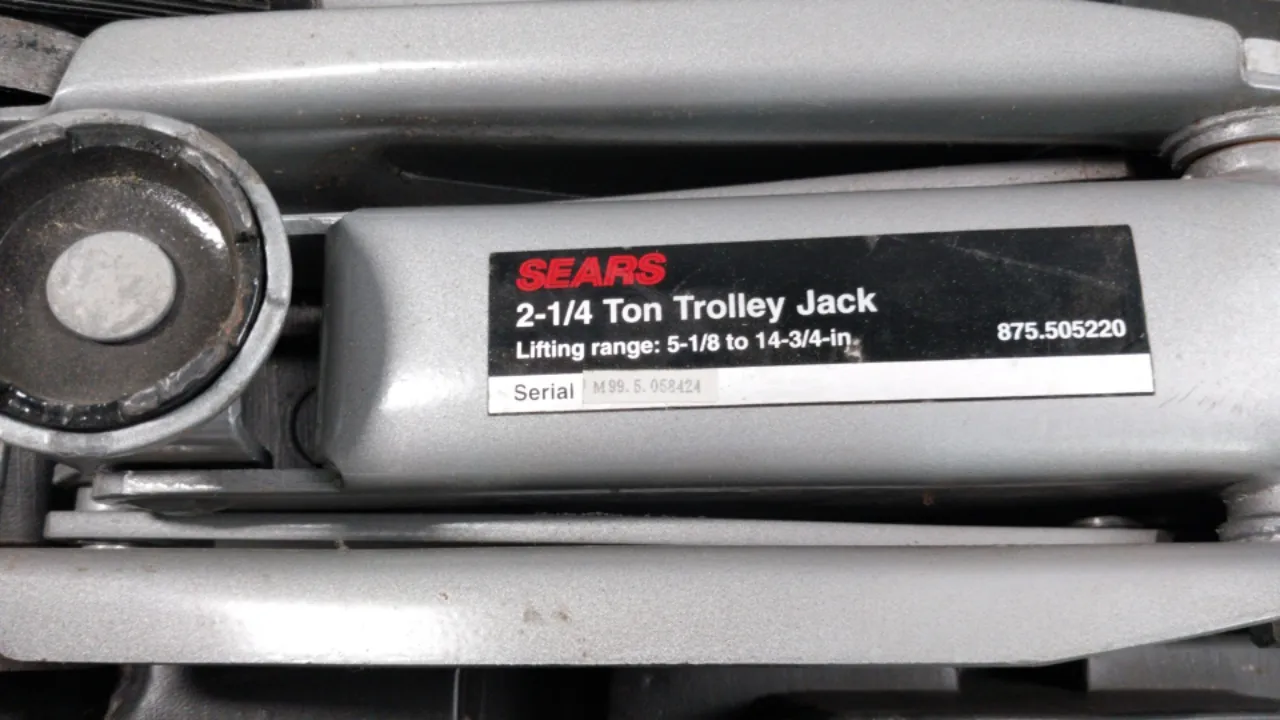 SEARS
2-1/4 Ton Trolley Jack
Lifting range: 5-1/8 to 14-3/4-in.
875.505220
Serial M99.5.058424